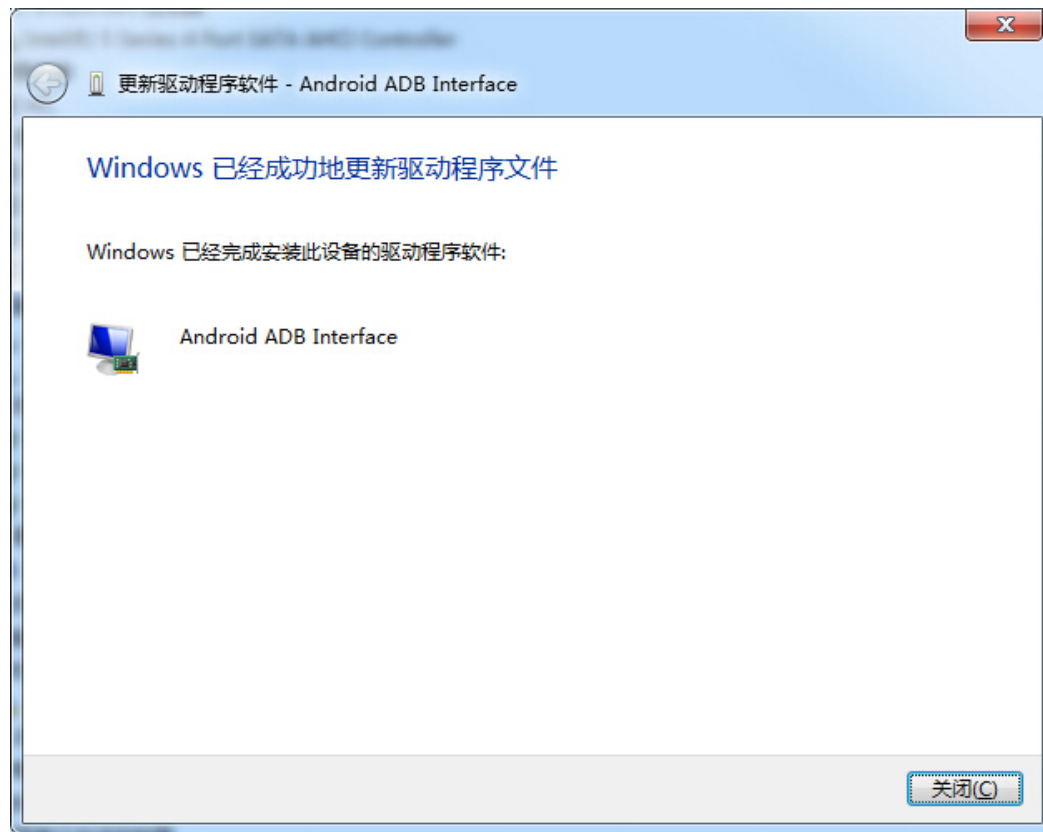 更新驱动程序软件 - Android ADB Interface
Windows 已经成功地更新驱动程序文件
Windows 已经完成安装此设备的驱动程序软件:
Android ADB Interface
关闭(C)